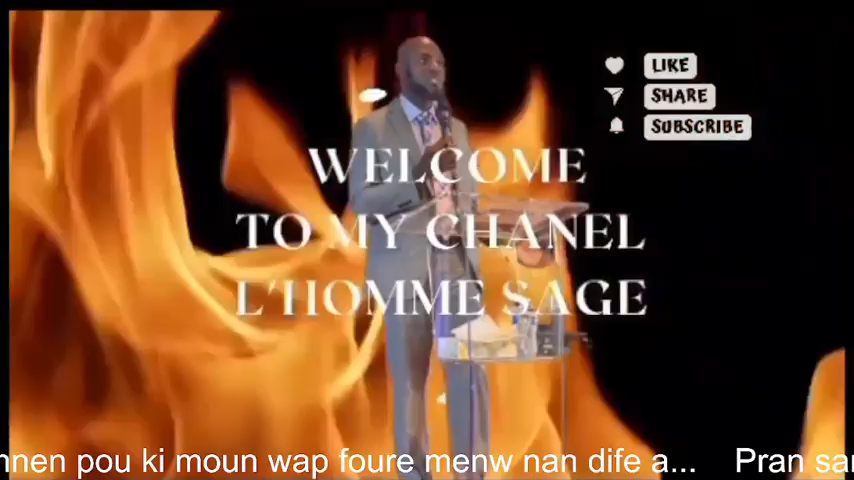 LIKE
SHARE
SUBSCRIBE
WELCOME
TO MY CHANEL
L'HOMME SAGE
pou ki moun wap foure menw nan dife a... Pran